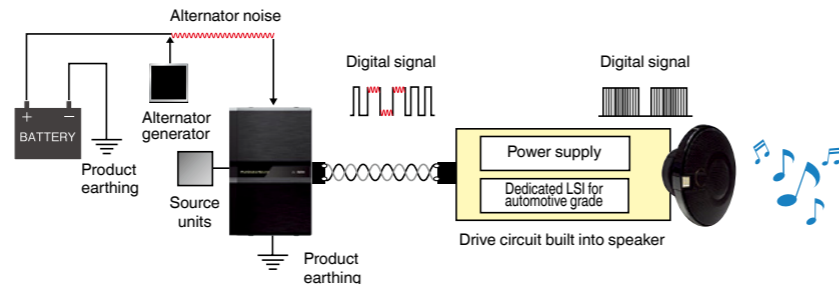 Alternator noise
Digital signal
Digital signal
+ −
BATTERY
Alternator
generator
Product
earthing
Source
units
Power supply
Dedicated LSI for
automotive grade
Product
earthing
Drive circuit built into speaker